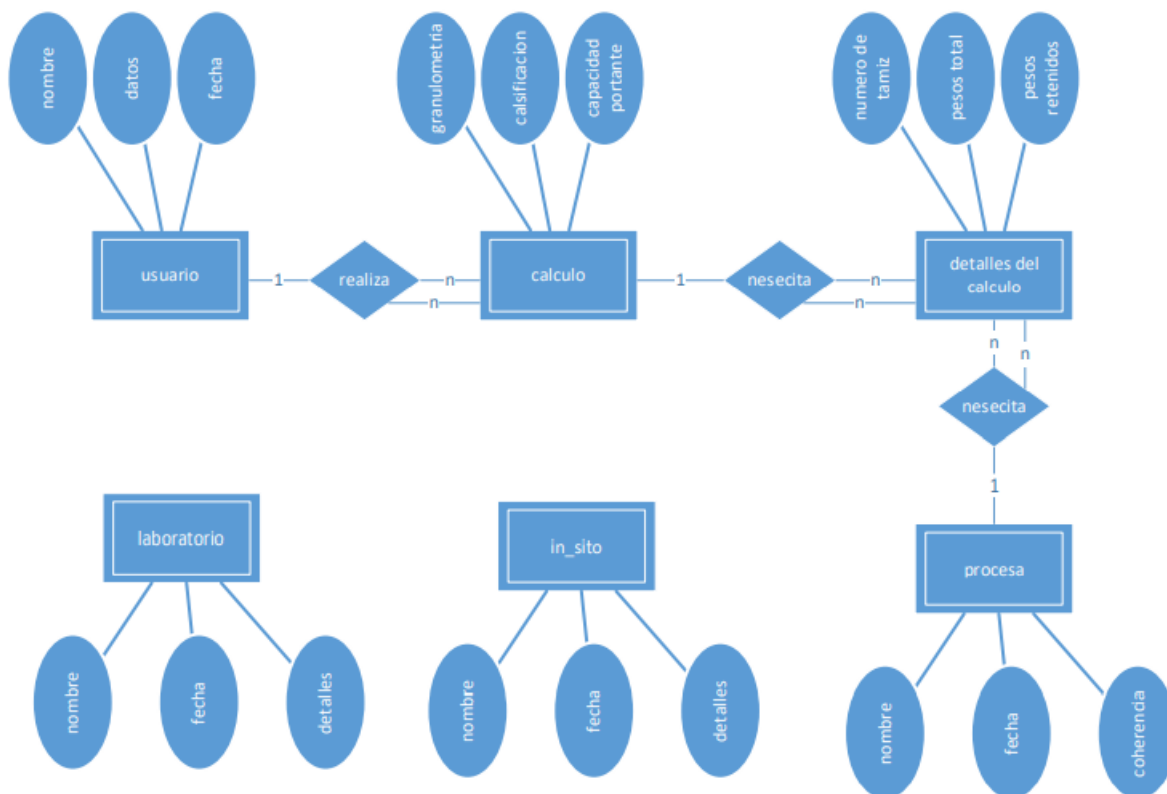 nombre
datos
fecha
granulometria
calsificacion
capacidad
portante
numero de
tamiz
pesos total
pesos
retenidos
usuario
1
realiza
n
n
calculo
1
nesecita
n
n
detalles del
calculo
n
n
nesecita
1
laboratorio
in_sito
procesa
nombre
fecha
detalles
nombre
fecha
detalles
nombre
fecha
coherenda